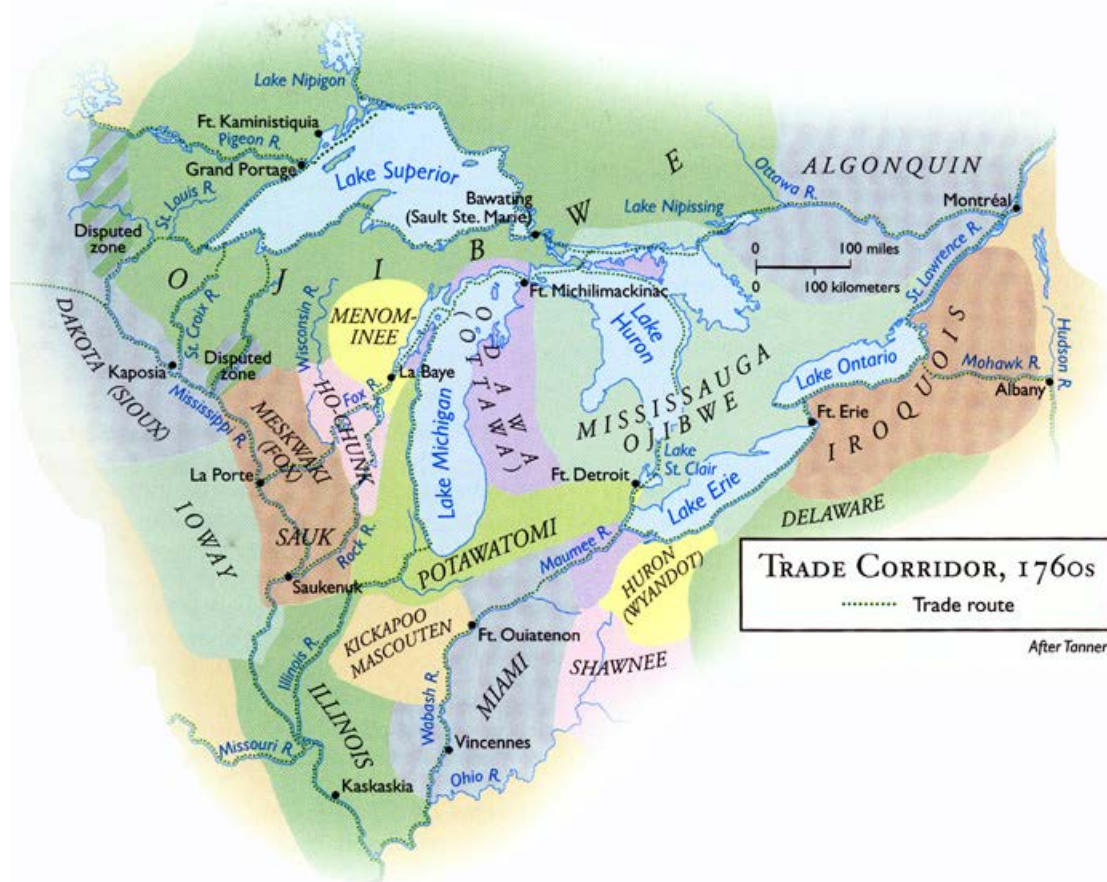 Lake Nipigon
Ft. Kaministiquia
Pigeon R.
Grand Portage
Lake Superior
St. Louis R.
Disputed
zone
Bawating
(Sault Ste. Marie)
Lake Nipissing
Ottawa R.
ALGONQUIN
Montréal
0 100 miles
0 100 kilometers
St. Lawrence R.
OJIBWE
DAKOTA
(SIOUX)
St. Croix R.
Kaposia
Disputed
zone
Wisconsin R.
MENOM-
INEE
La Baye
Ft. Michilimackinac
ODAWA
(OTTAWA)
Lake
Huron
Lake Michigan
MISSISSAUGA
OJIBWE
Lake Ontario
IROQUOIS
Mohawk R.
Hudson R.
Albany
Mississippi R.
MESKWAKI
(FOX)
HO-CHUNK
Fox R.
La Porte
IOWAY
SAUK
Rock R.
Saukenuk
POTAWATOMI
Ft. Detroit
Lake
St. Clair
Ft. Erie
Lake Erie
DELAWARE
Maumee R.
HURON
(WYANDOT)
KICKAPOO
MASCOUTEN
Ft. Ouiatenon
SHAWNEE
MIAMI
Wabash R.
Illinois R.
ILLINOIS
Missouri R.
Vincennes
Ohio R.
Kaskaskia
TRADE CORRIDOR, 1760s
Trade route
After Tanner